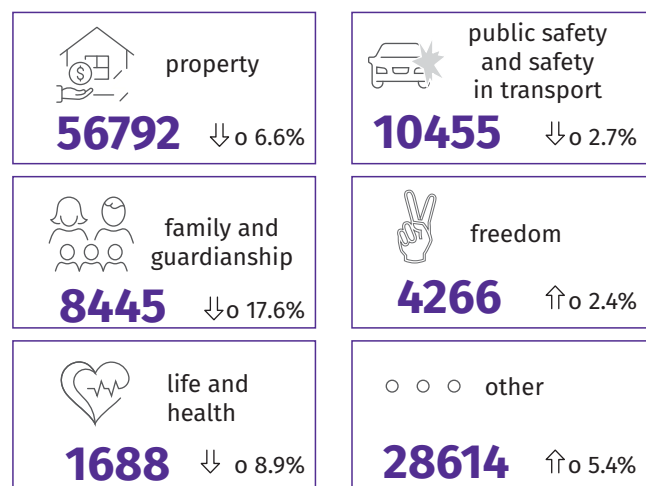 property
$
56792 ⇓ o 6.6%
public safety
and safety
in transport
10455 ⇓ o 2.7%
family and
guardianship
8445 ⇓ o 17.6%
freedom
4266 ⇑ o 2.4%
life and
health
1688 ⇓ o 8.9%
other
28614 ⇑ o 5.4%